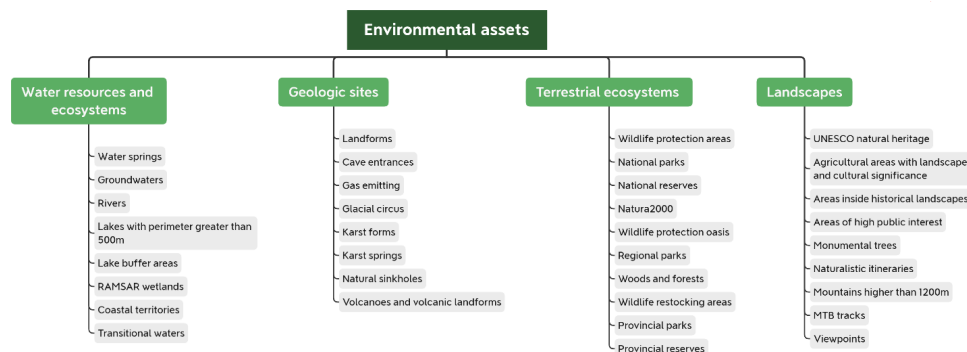 Environmental assets
Water resources and
ecosystems
Water springs
Groundwaters
Rivers
Lakes with perimeter greater than
500m
Lake buffer areas
RAMSAR wetlands
Coastal territories
Transitional waters
Geologic sites
Landforms
Cave entrances
Gas emitting
Glacial circus
Karst forms
Karst springs
Natural sinkholes
Volcanoes and volcanic landforms
Terrestrial ecosystems
Wildlife protection areas
National parks
National reserves
Natura2000
Wildlife protection oasis
Regional parks
Woods and forests
Wildlife restocking areas
Provincial parks
Provincial reserves
Landscapes
UNESCO natural heritage
Agricultural areas with landscape
and cultural significance
Areas inside historical landscapes
Areas of high public interest
Monumental trees
Naturalistic itineraries
Mountains higher than 1200m
MTB tracks
Viewpoints